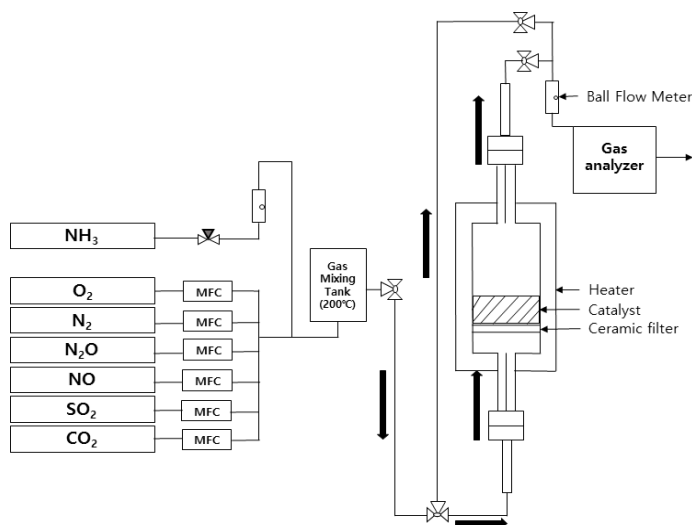 Ball Flow Meter
Gas
analyzer
NH₃
Gas
Mixing
Tank
(200℃)
O₂
MFC
N₂
MFC
N₂O
MFC
NO
MFC
SO₂
MFC
CO₂
MFC
Heater
Catalyst
Ceramic filter